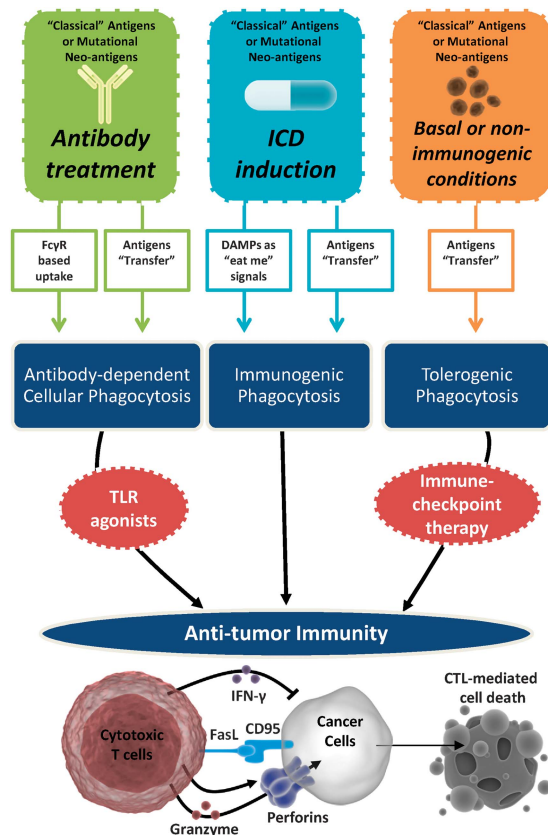 “Classical” Antigens
or Mutational
Neo-antigens
Antibody
treatment
“Classical” Antigens
or Mutational
Neo-antigens
ICD
induction
“Classical” Antigens
or Mutational
Neo-antigens
Basal or non-
immunogenic
conditions
FcγR
based
uptake
Antigens
“Transfer”
DAMPs as
“eat me”
signals
Antigens
“Transfer”
Antigens
“Transfer”
Antibody-dependent
Cellular Phagocytosis
Immunogenic
Phagocytosis
Tolerogenic
Phagocytosis
TLR
agonists
Immune-
checkpoint
therapy
Anti-tumor Immunity
CTL-mediated
cell death
IFN-γ
Cytotoxic
T cells
FasL
CD95
Cancer
Cells
Perforins
Granzyme